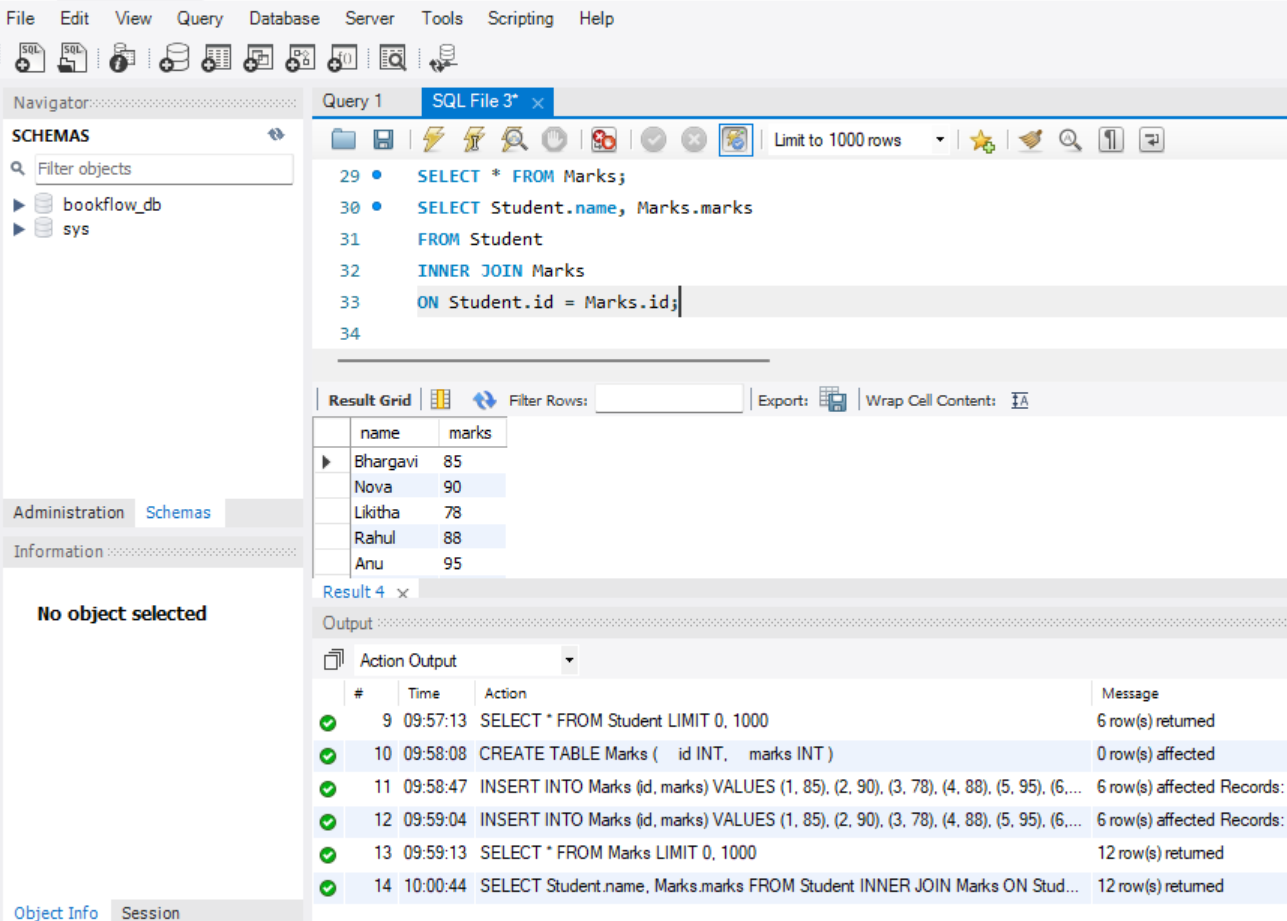 File Edit View Query Database Server Tools Scripting Help
SQL SQL
Navigator Query 1 SQL File 3*
SCHEMAS
Limit to 1000 rows
Filter objects
bookflow_db
sys
29 SELECT * FROM Marks;
30 SELECT Student.name, Marks.marks
31 FROM Student
32 INNER JOIN Marks
33 ON Student.id = Marks.id;
34
Result Grid Filter Rows: Export: Wrap Cell Content:
name marks
Bhargavi 85
Nova 90
Likitha 78
Rahul 88
Anu 95
Administration Schemas
Information
No object selected
Result 4
Output
Action Output
# Time Action Message
9 09:57:13 SELECT * FROM Student LIMIT 0, 1000 6 row(s) returned
10 09:58:08 CREATE TABLE Marks ( id INT, marks INT ) 0 row(s) affected
11 09:58:47 INSERT INTO Marks (id, marks) VALUES (1, 85), (2, 90), (3, 78), (4, 88), (5, 95), (6,... 6 row(s) affected Records:
12 09:59:04 INSERT INTO Marks (id, marks) VALUES (1, 85), (2, 90), (3, 78), (4, 88), (5, 95), (6,... 6 row(s) affected Records:
13 09:59:13 SELECT * FROM Marks LIMIT 0, 1000 12 row(s) returned
14 10:00:44 SELECT Student.name, Marks.marks FROM Student INNER JOIN Marks ON Stud... 12 row(s) returned
Object Info Session